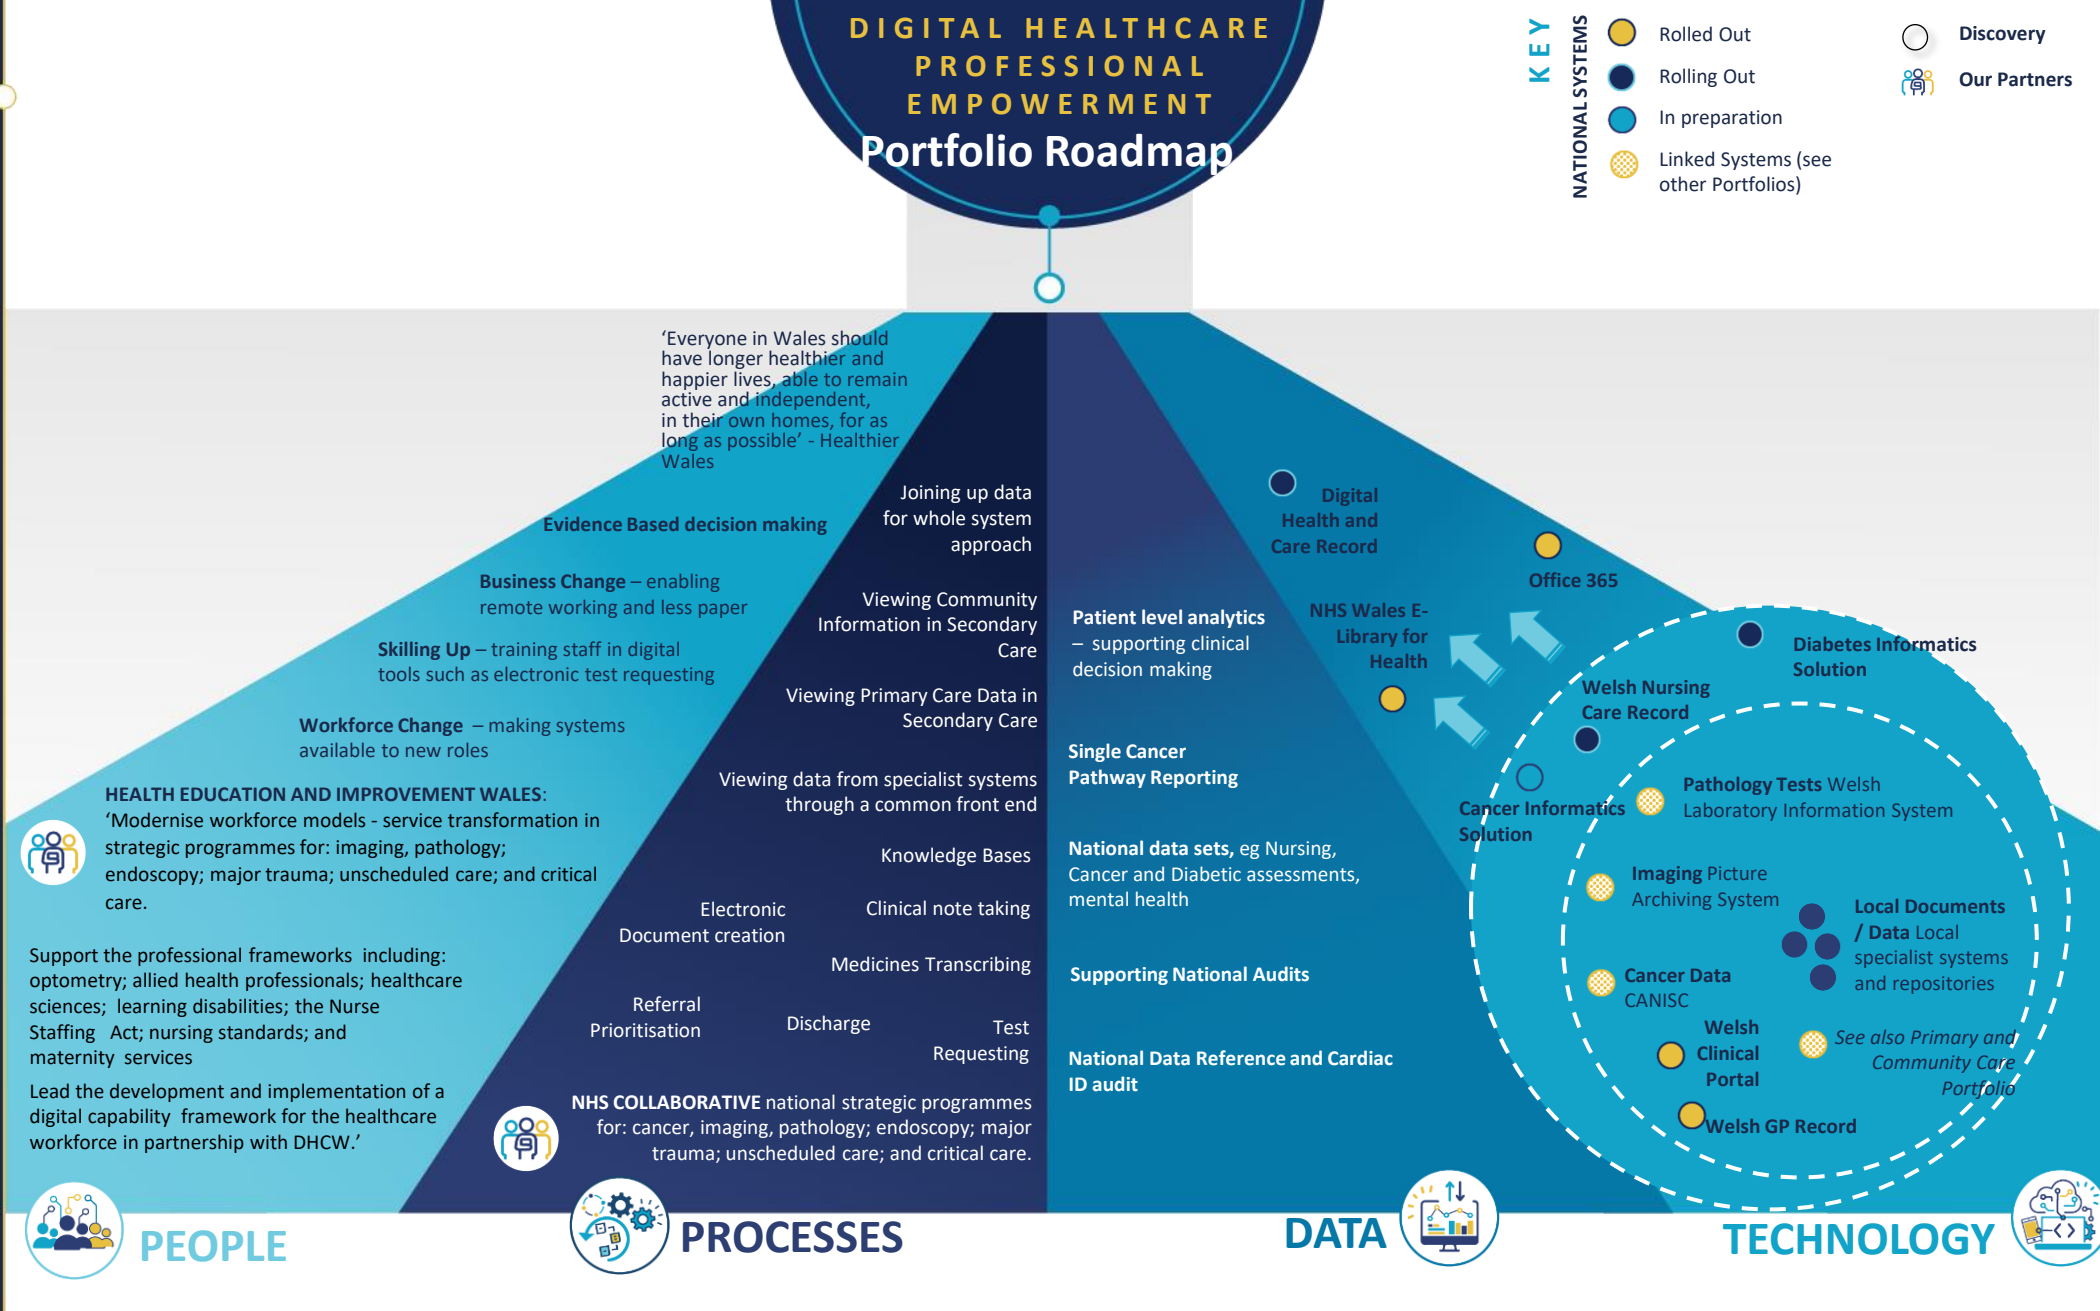 DIGITAL HEALTHCARE
PROFESSIONAL
EMPOWERMENT
Portfolio Roadmap
KEY
NATIONAL SYSTEMS
Rolled Out
Rolling Out
In preparation
Linked Systems (see
other Portfolios)
Discovery
Our Partners
‘Everyone in Wales should
have longer healthier and
happier lives, able to remain
active and independent,
in their own homes, for as
long as possible’ - Healthier
Wales
Evidence Based decision making
Business Change – enabling
remote working and less paper
Skilling Up – training staff in digital
tools such as electronic test requesting
Workforce Change – making systems
available to new roles
HEALTH EDUCATION AND IMPROVEMENT WALES:
‘Modernise workforce models - service transformation in
strategic programmes for: imaging, pathology;
endoscopy; major trauma; unscheduled care; and critical
care.
Support the professional frameworks including:
optometry; allied health professionals; healthcare
sciences; learning disabilities; the Nurse
Staffing Act; nursing standards; and
maternity services
Lead the development and implementation of a
digital capability framework for the healthcare
workforce in partnership with DHCW.’
Joining up data
for whole system
approach
Viewing Community
Information in Secondary
Care
Viewing Primary Care Data in
Secondary Care
Viewing data from specialist systems
through a common front end
Knowledge Bases
Electronic
Document creation
Clinical note taking
Medicines Transcribing
Referral
Prioritisation
Discharge
Test
Requesting
NHS COLLABORATIVE national strategic programmes
for: cancer, imaging, pathology; endoscopy; major
trauma; unscheduled care; and critical care.
Patient level analytics
– supporting clinical
decision making
Single Cancer
Pathway Reporting
National data sets, eg Nursing,
Cancer and Diabetic assessments,
mental health
Supporting National Audits
National Data Reference and Cardiac
ID audit
Digital
Health and
Care Record
Office 365
NHS Wales E-
Library for
Health
Diabetes Informatics
Solution
Welsh Nursing
Care Record
Cancer Informatics
Solution
Pathology Tests Welsh
Laboratory Information System
Imaging Picture
Archiving System
Local Documents
/ Data Local
specialist systems
and repositories
Cancer Data
CANISC
Welsh
Clinical
Portal
See also Primary and
Community Care
Portfolio
Welsh GP Record
PEOPLE
PROCESSES
DATA
TECHNOLOGY